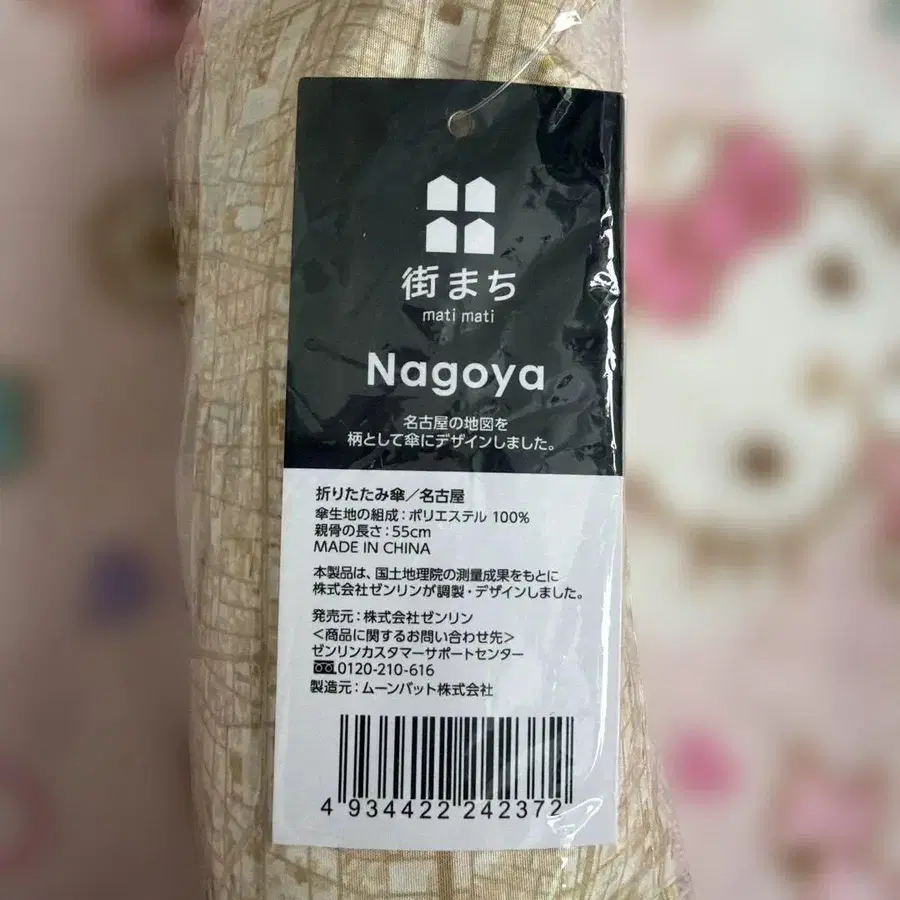 街まち
mati mati
Nagoya
名古屋の地図を
柄として傘にデザインしました。
折りたたみ傘/名古屋
傘生地の組成:ポリエステル 100%
親骨の長さ:55cm
MADE IN CHINA
本製品は、国土地理院の測量成果をもとに
株式会社ゼンリンが調製・デザインしました。
発売元:株式会社ゼンリン
<商品に関するお問い合わせ先>
ゼンリンカスタマーサポートセンター
0120-210-616
製造元:ムーンバット株式会社
4 934422 242372